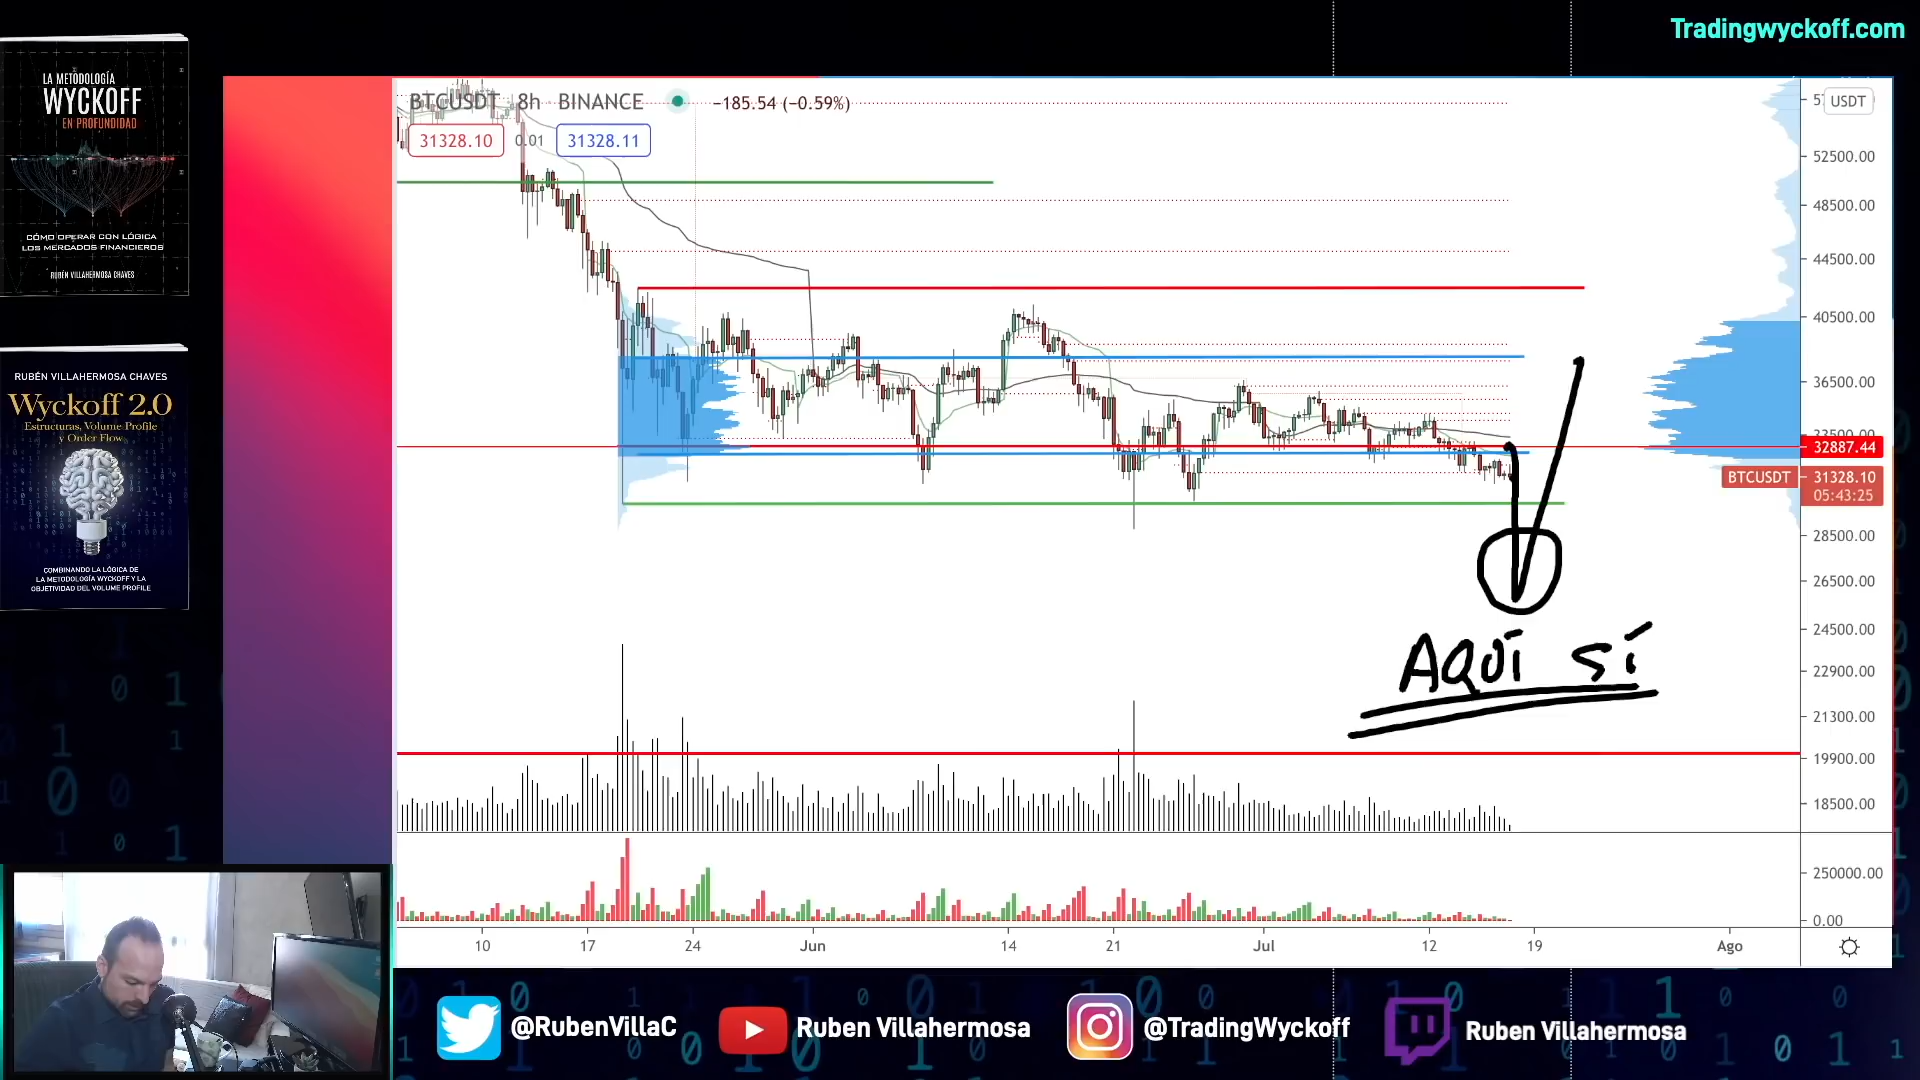 Tradingwyckoff.com
LA METODOLOGÍA
WYCKOFF
EN PROFUNDIDAD
CÓMO OPERAR CON LÓGICA
LOS MERCADOS FINANCIEROS
RUBÉN VILLAHERMOSA CHAVES
RUBÉN VILLAHERMOSA CHAVES
Wyckoff 2.0
Estructuras, Volume Profile
y Order Flow
COMBINANDO LA LÓGICA DE
LA METODOLOGÍA WYCKOFF Y LA
OBJETIVIDAD DEL VOLUME PROFILE
BTCUSDT 8h BINANCE −185.54 (−0.59%)
31328.10 0.01 31328.11
USDT
52500.00
48500.00
44500.00
40500.00
36500.00
32500.00
32887.44
BTCUSDT 31328.10
05:43:25
28500.00
26500.00
24500.00
22900.00
21300.00
19900.00
18500.00
250000.00
0.00
AQUÍ SÍ
10 17 24 Jun 14 21 Jul 12 19 Ago
@RubenVillaC Ruben Villahermosa @TradingWyckoff Ruben Villahermosa